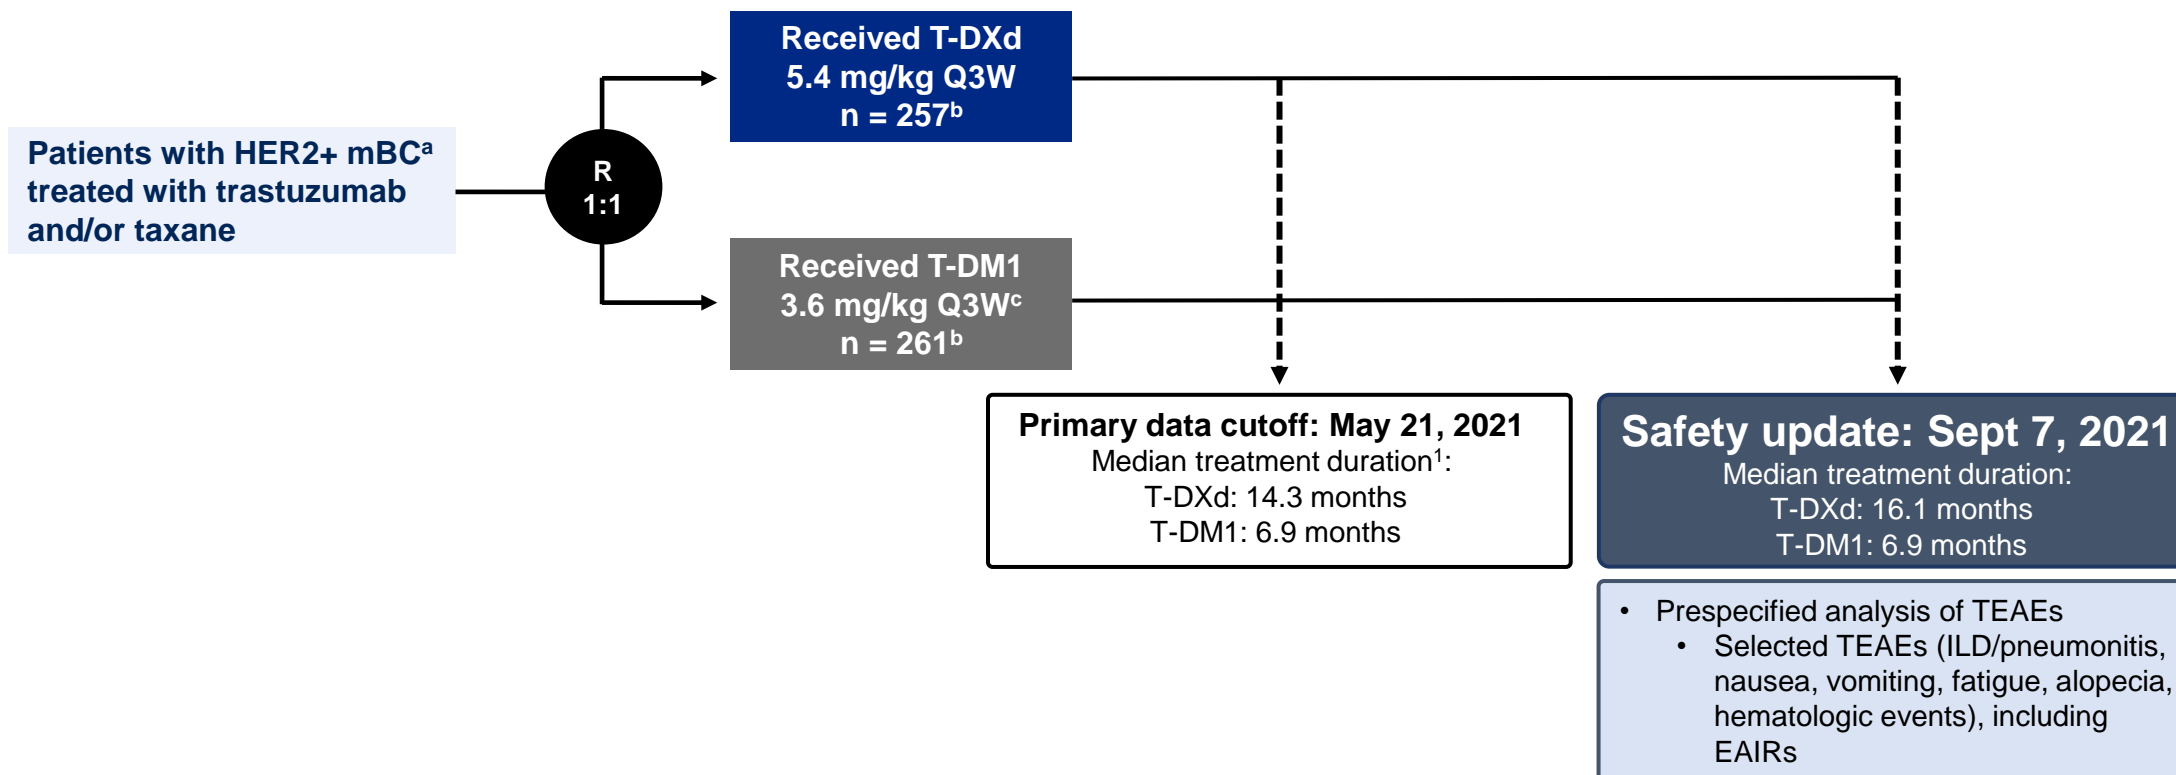 Received T-DXd
5.4 mg/kg Q3W
n = 257ᵇ
Patients with HER2+ mBCᵃ
treated with trastuzumab
and/or taxane
R
1:1
Received T-DM1
3.6 mg/kg Q3Wᶜ
n = 261ᵇ
Primary data cutoff: May 21, 2021
Median treatment duration¹:
T-DXd: 14.3 months
T-DM1: 6.9 months
Safety update: Sept 7, 2021
Median treatment duration:
T-DXd: 16.1 months
T-DM1: 6.9 months
• Prespecified analysis of TEAEs
• Selected TEAEs (ILD/pneumonitis,
nausea, vomiting, fatigue, alopecia,
hematologic events), including
EAIRs